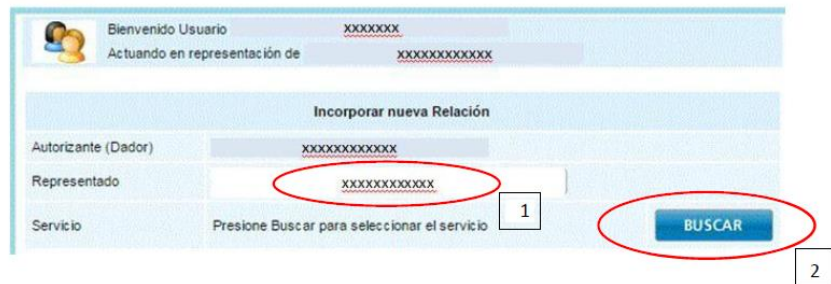 Bienvenido Usuario xxxxxxx
Actuando en representación de xxxxxxxxxxxx
Incorporar nueva Relación
Autorizante (Dador) xxxxxxxxxxxx
Representado xxxxxxxxxxxx
1
Servicio Presione Buscar para seleccionar el servicio BUSCAR
2